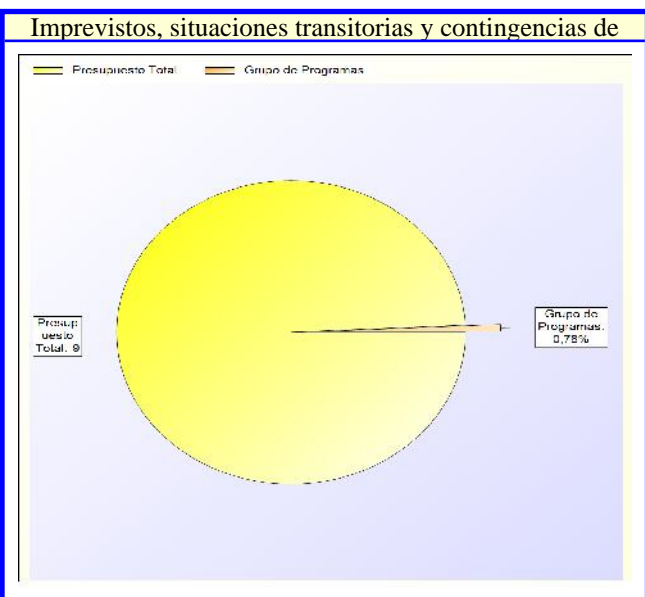 Imprevistos, situaciones transitorias y contingencias de
Presupuesto Total
Grupo de Programas
Presup
uesto
Total. 9
Grupo de
Programas.
0,78%